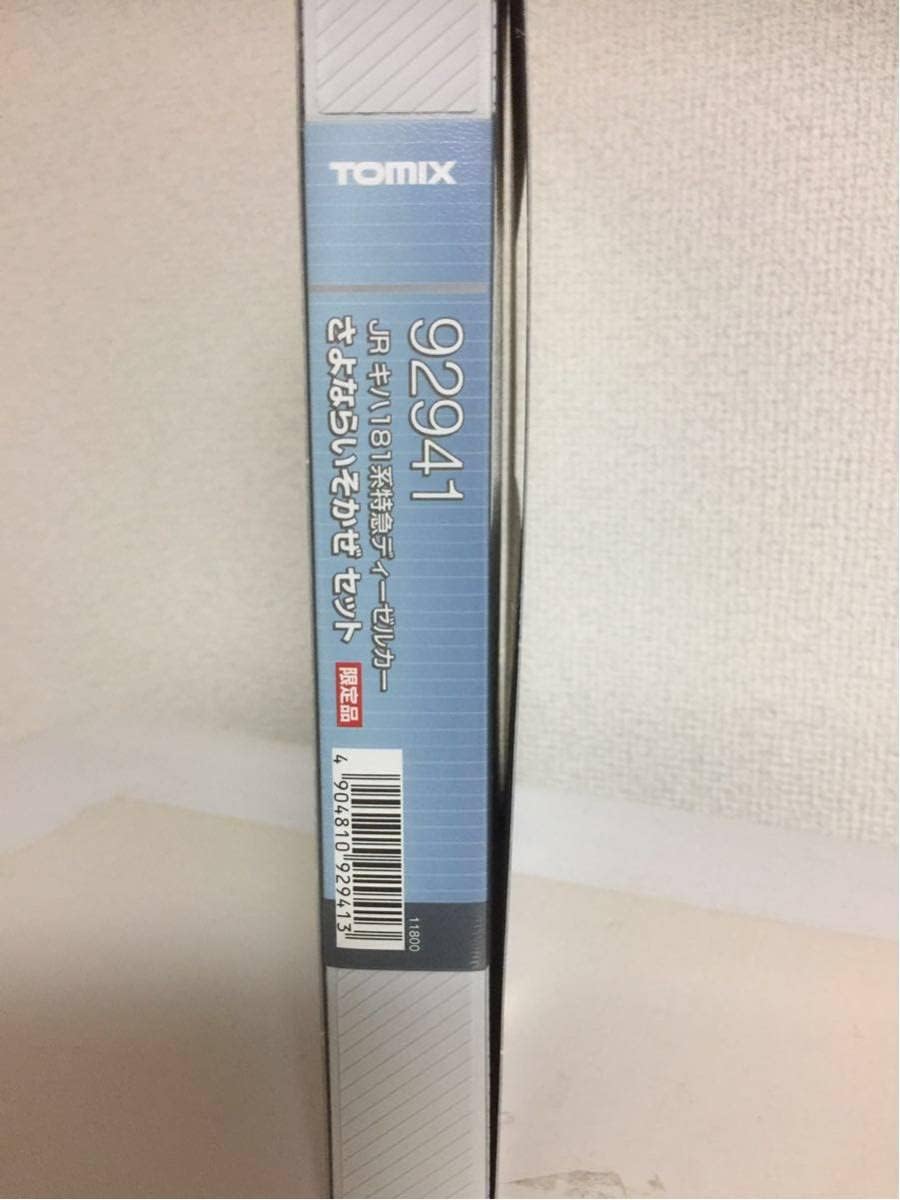 TOMIX
92941
JR キハ181系特急ディーゼルカー
さよならいそかぜ セット 限定品
4 904810 929413
11800